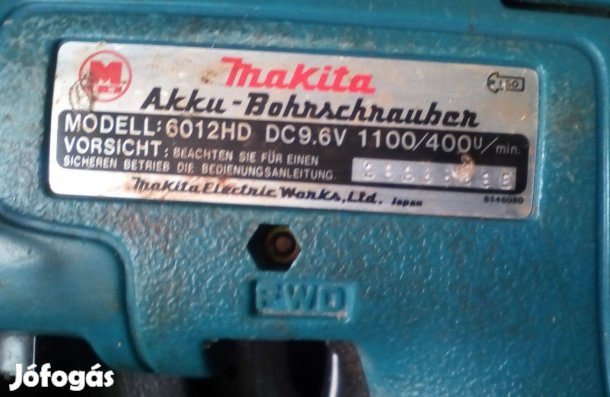 M
makita
Akku-Bohrschrauber
MODELL: 6012HD DC9.6V 1100/400U/min.
VORSICHT: BEACHTEN SIE FÜR EINEN
SICHEREN BETRIEB DIE BEDIENUNGSANLEITUNG.
Makita Electric Works, Ltd. Japan
FWD
Jófogás